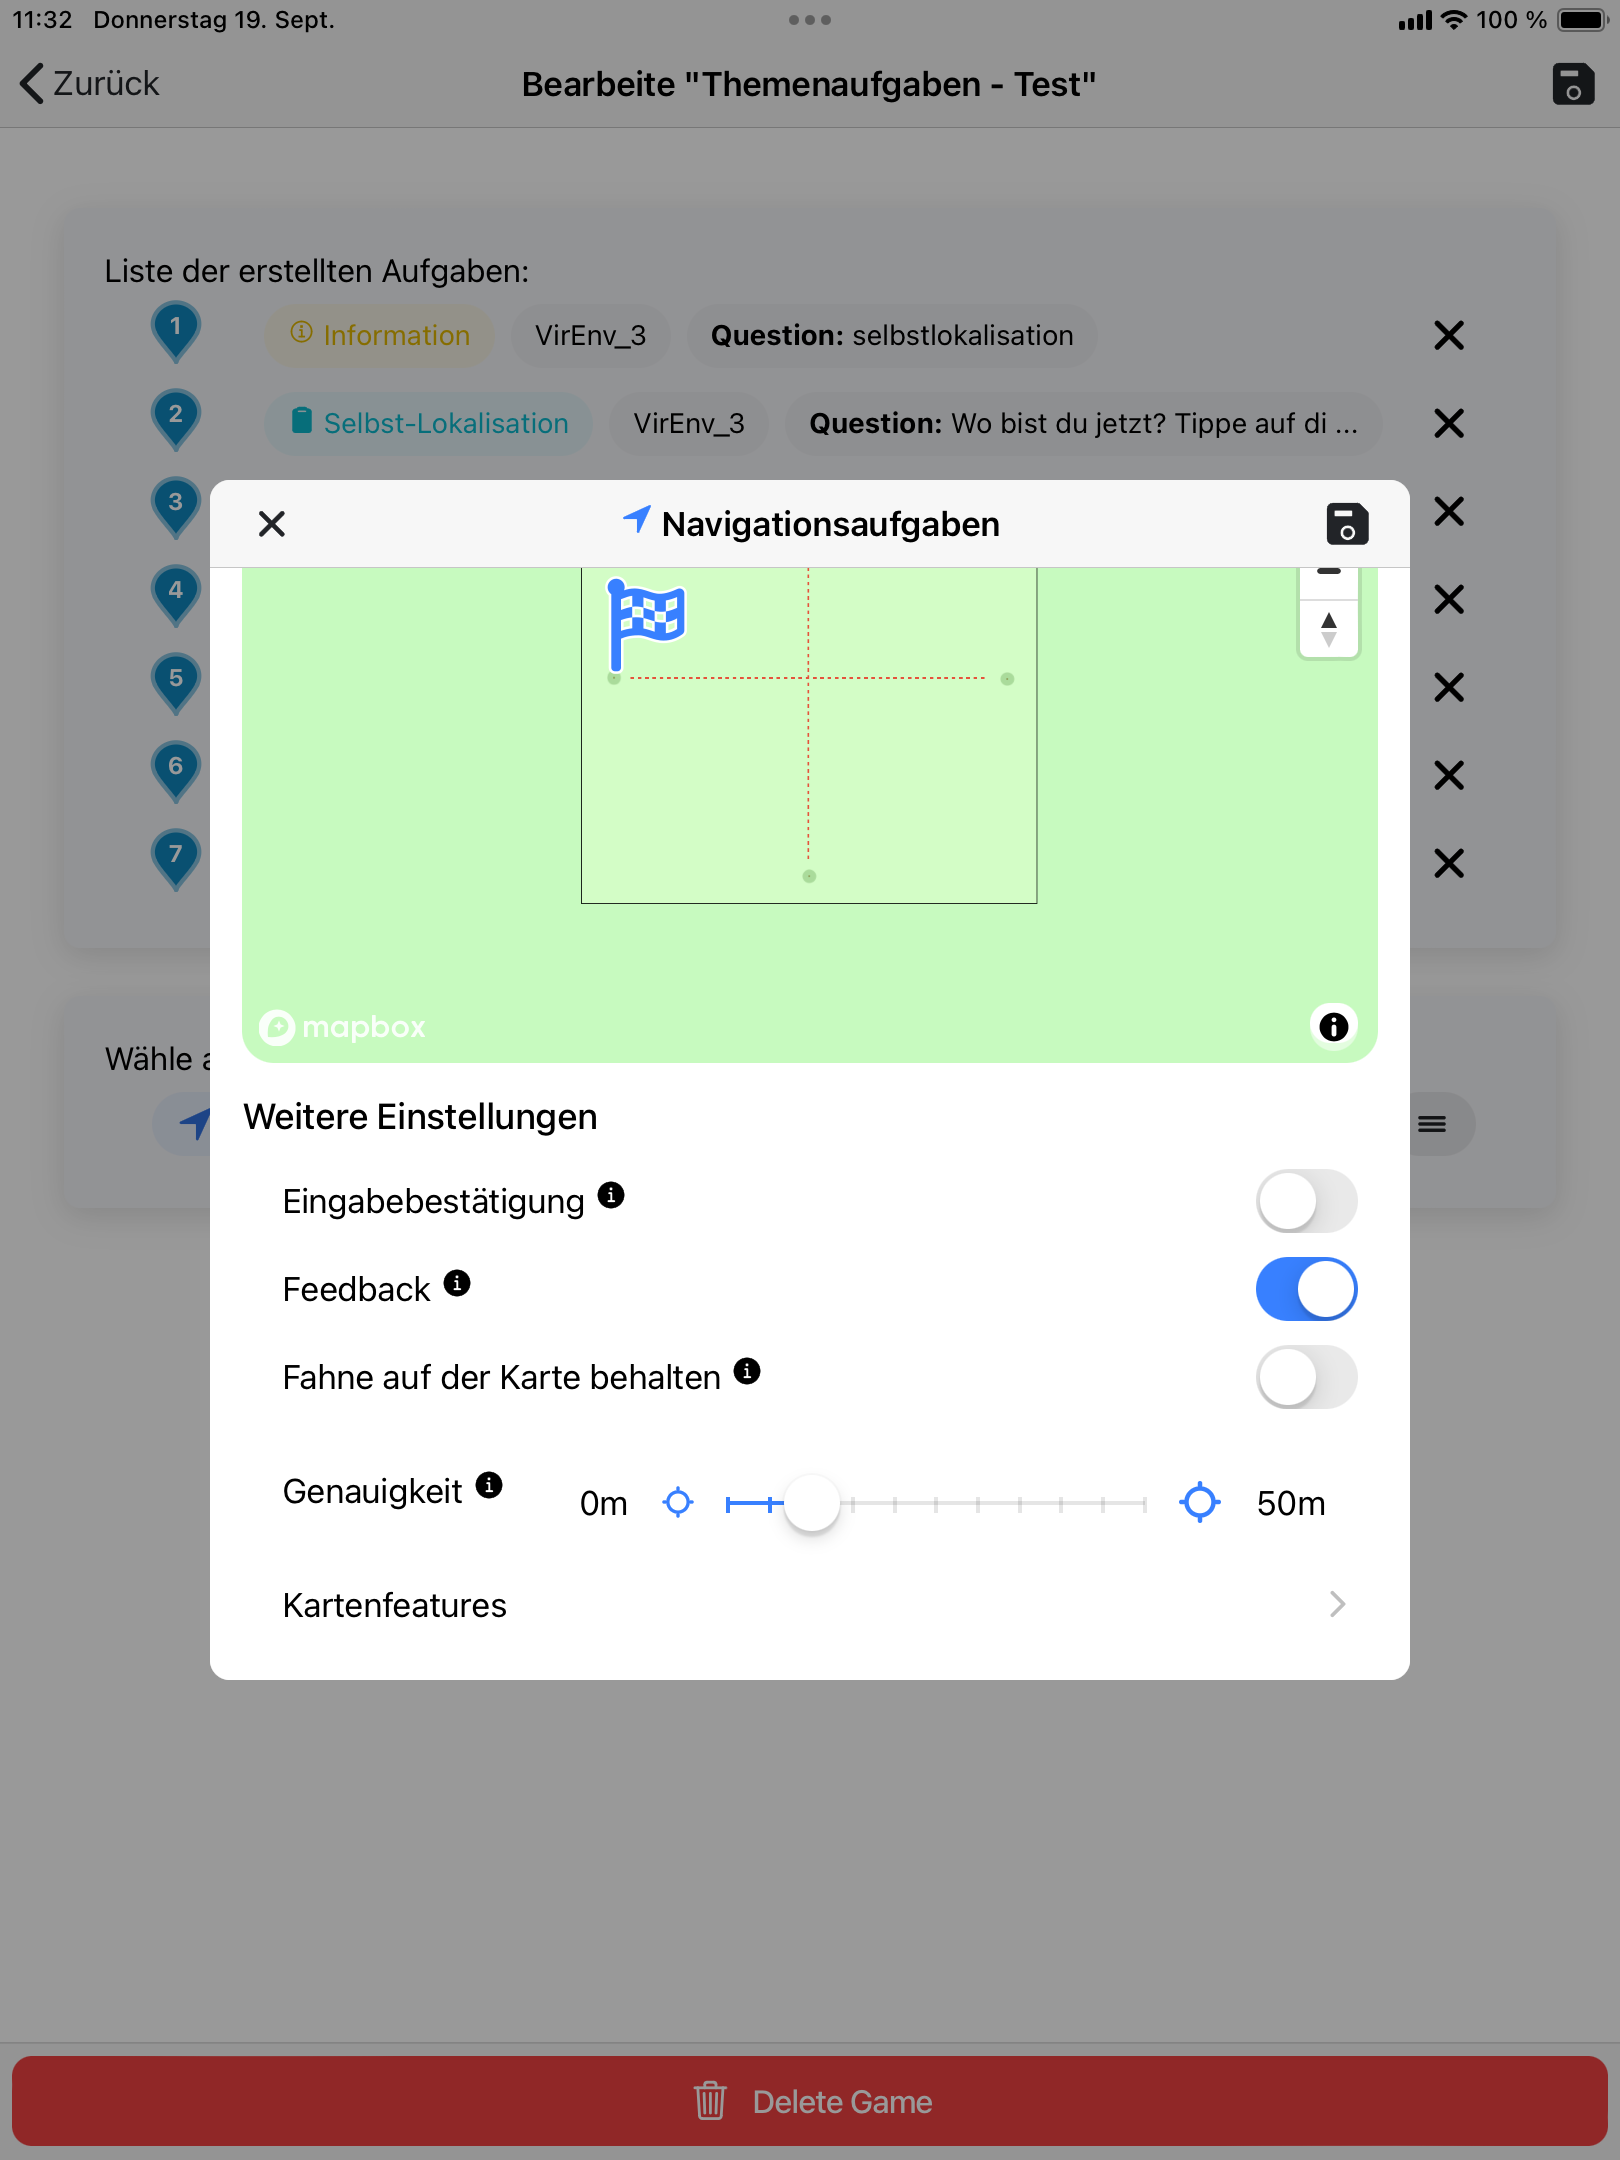 11:32 Donnerstag 19. Sept. 100 %
Zurück Bearbeite "Themenaufgaben - Test"
Liste der erstellten Aufgaben:
1 Information VirEnv_3 Question: selbstlokalisation
2 Selbst-Lokalisation VirEnv_3 Question: Wo bist du jetzt? Tippe auf di ...
3
4
5
6
7
Wähle a
Navigationsaufgaben
mapbox
Weitere Einstellungen
Eingabebestätigung
Feedback
Fahne auf der Karte behalten
Genauigkeit 0m 50m
Kartenfeatures
Delete Game